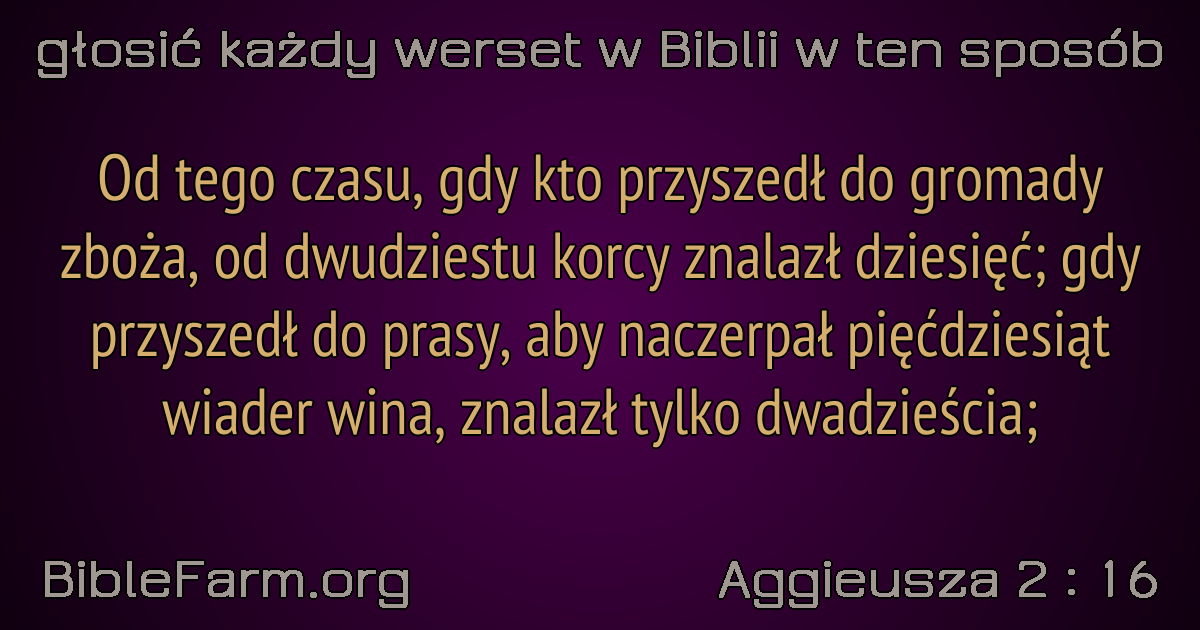 głosić każdy werset w Biblii w ten sposób
Od tego czasu, gdy kto przyszedł do gromady
zboża, od dwudziestu korcy znalazł dziesięć; gdy
przyszedł do prasy, aby naczerpał pięćdziesiąt
wiader wina, znalazł tylko dwadzieścia;
BibleFarm.org
Aggieusza 2 : 16